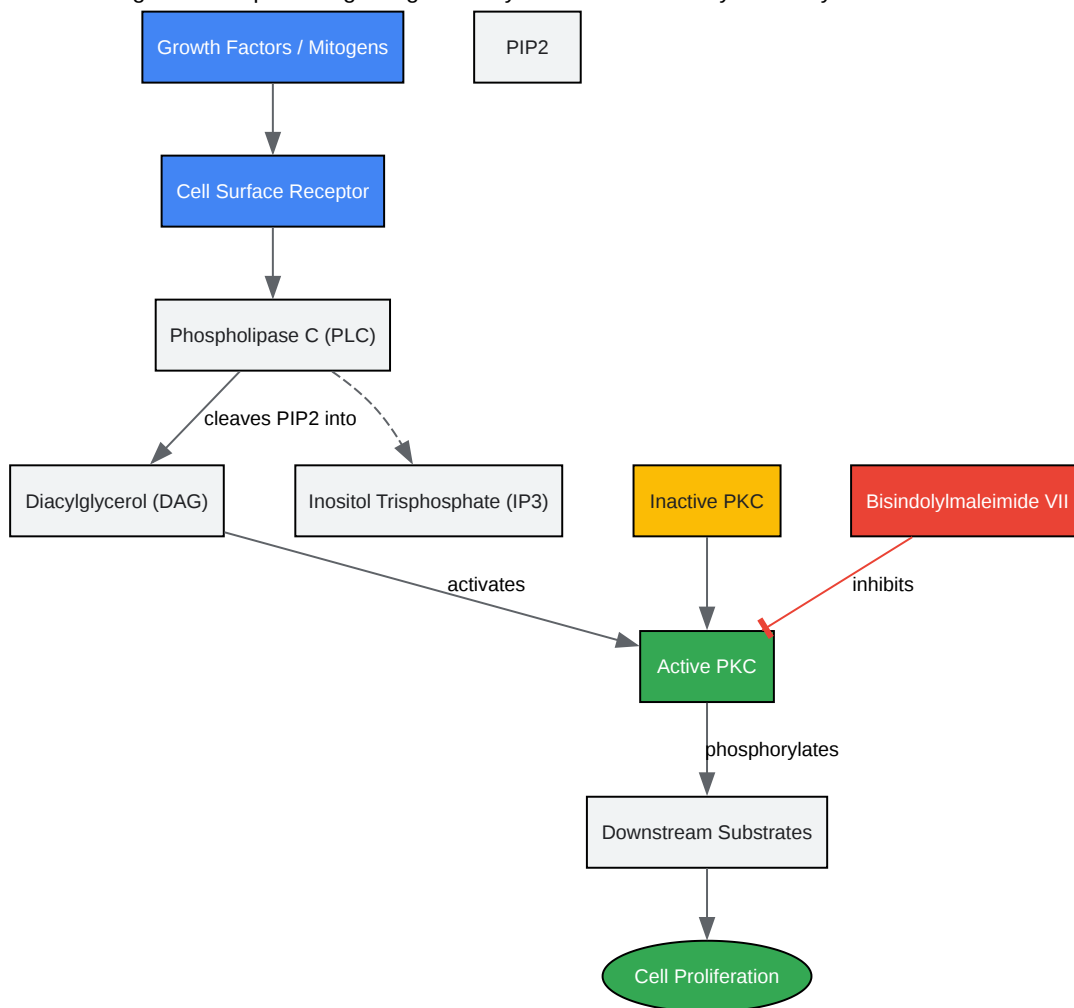 Growth Factors / Mitogens
PIP2
Cell Surface Receptor
Phospholipase C (PLC)
cleaves PIP2 into
Diacylglycerol (DAG)
Inositol Trisphosphate (IP3)
Inactive PKC
Bisindolylmaleimide VII
activates
inhibits
Active PKC
phosphorylates
Downstream Substrates
Cell Proliferation